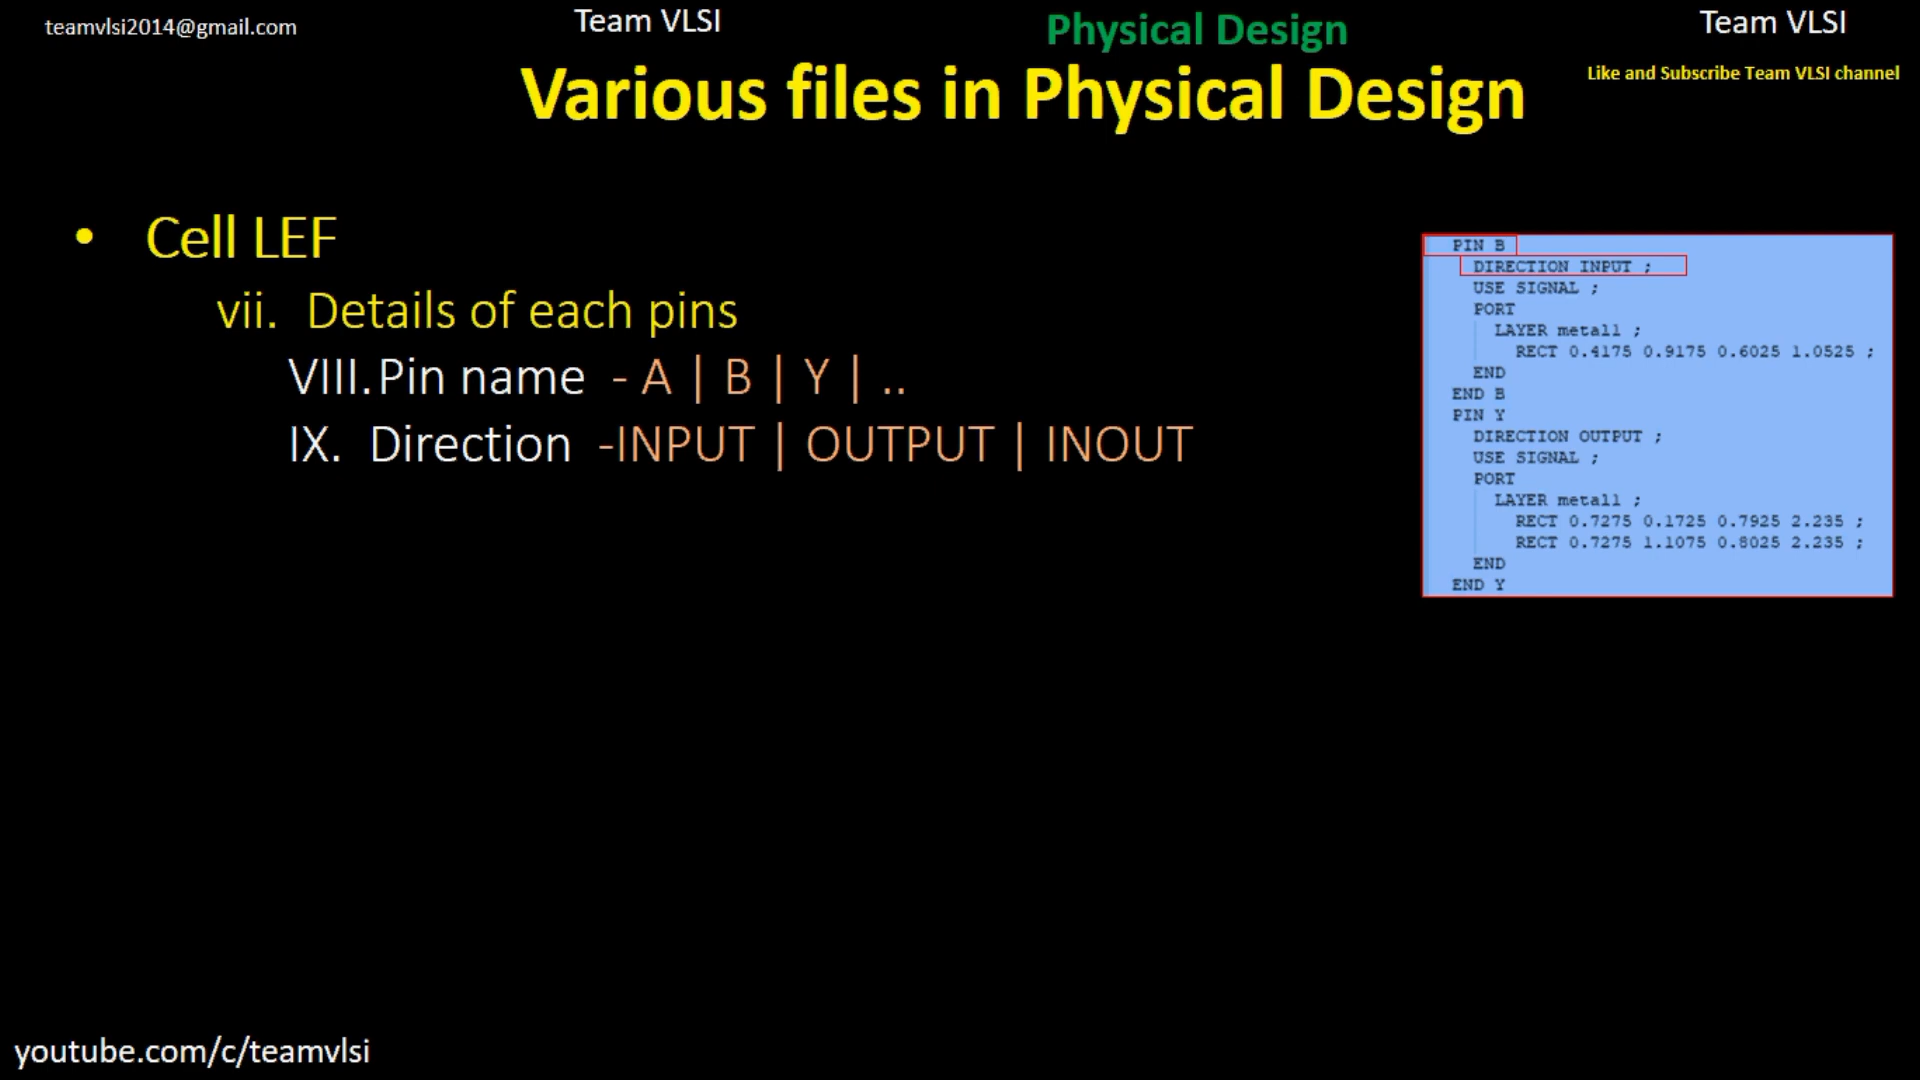 teamvlsi2014@gmail.com
Team VLSI
Physical Design
Team VLSI
Like and Subscribe Team VLSI channel
Various files in Physical Design
• Cell LEF
vii. Details of each pins
VIII. Pin name - A | B | Y | ..
IX. Direction -INPUT | OUTPUT | INOUT
PIN B
DIRECTION INPUT ;
USE SIGNAL ;
PORT
LAYER metal1 ;
RECT 0.4175 0.9175 0.6025 1.0525 ;
END
END B
PIN Y
DIRECTION OUTPUT ;
USE SIGNAL ;
PORT
LAYER metal1 ;
RECT 0.7275 0.1725 0.7925 2.235 ;
RECT 0.7275 1.1075 0.8025 2.235 ;
END
END Y
youtube.com/c/teamvlsi